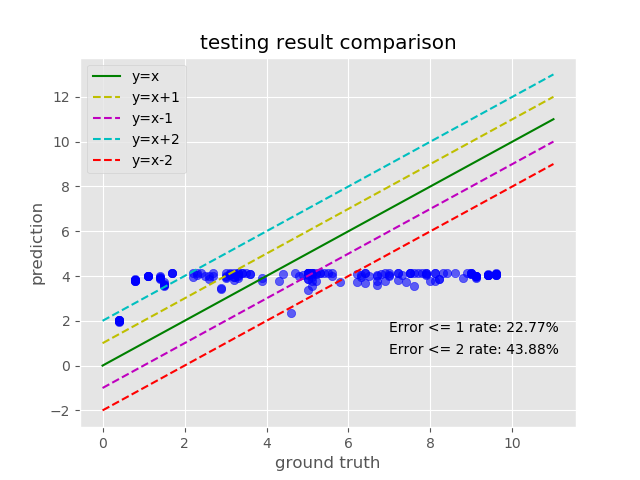 testing result comparison
y=x
y=x+1
y=x-1
y=x+2
y=x-2
12
10
8
6
4
2
0
−2
prediction
Error <= 1 rate: 22.77%
Error <= 2 rate: 43.88%
0
2
4
6
8
10
ground truth